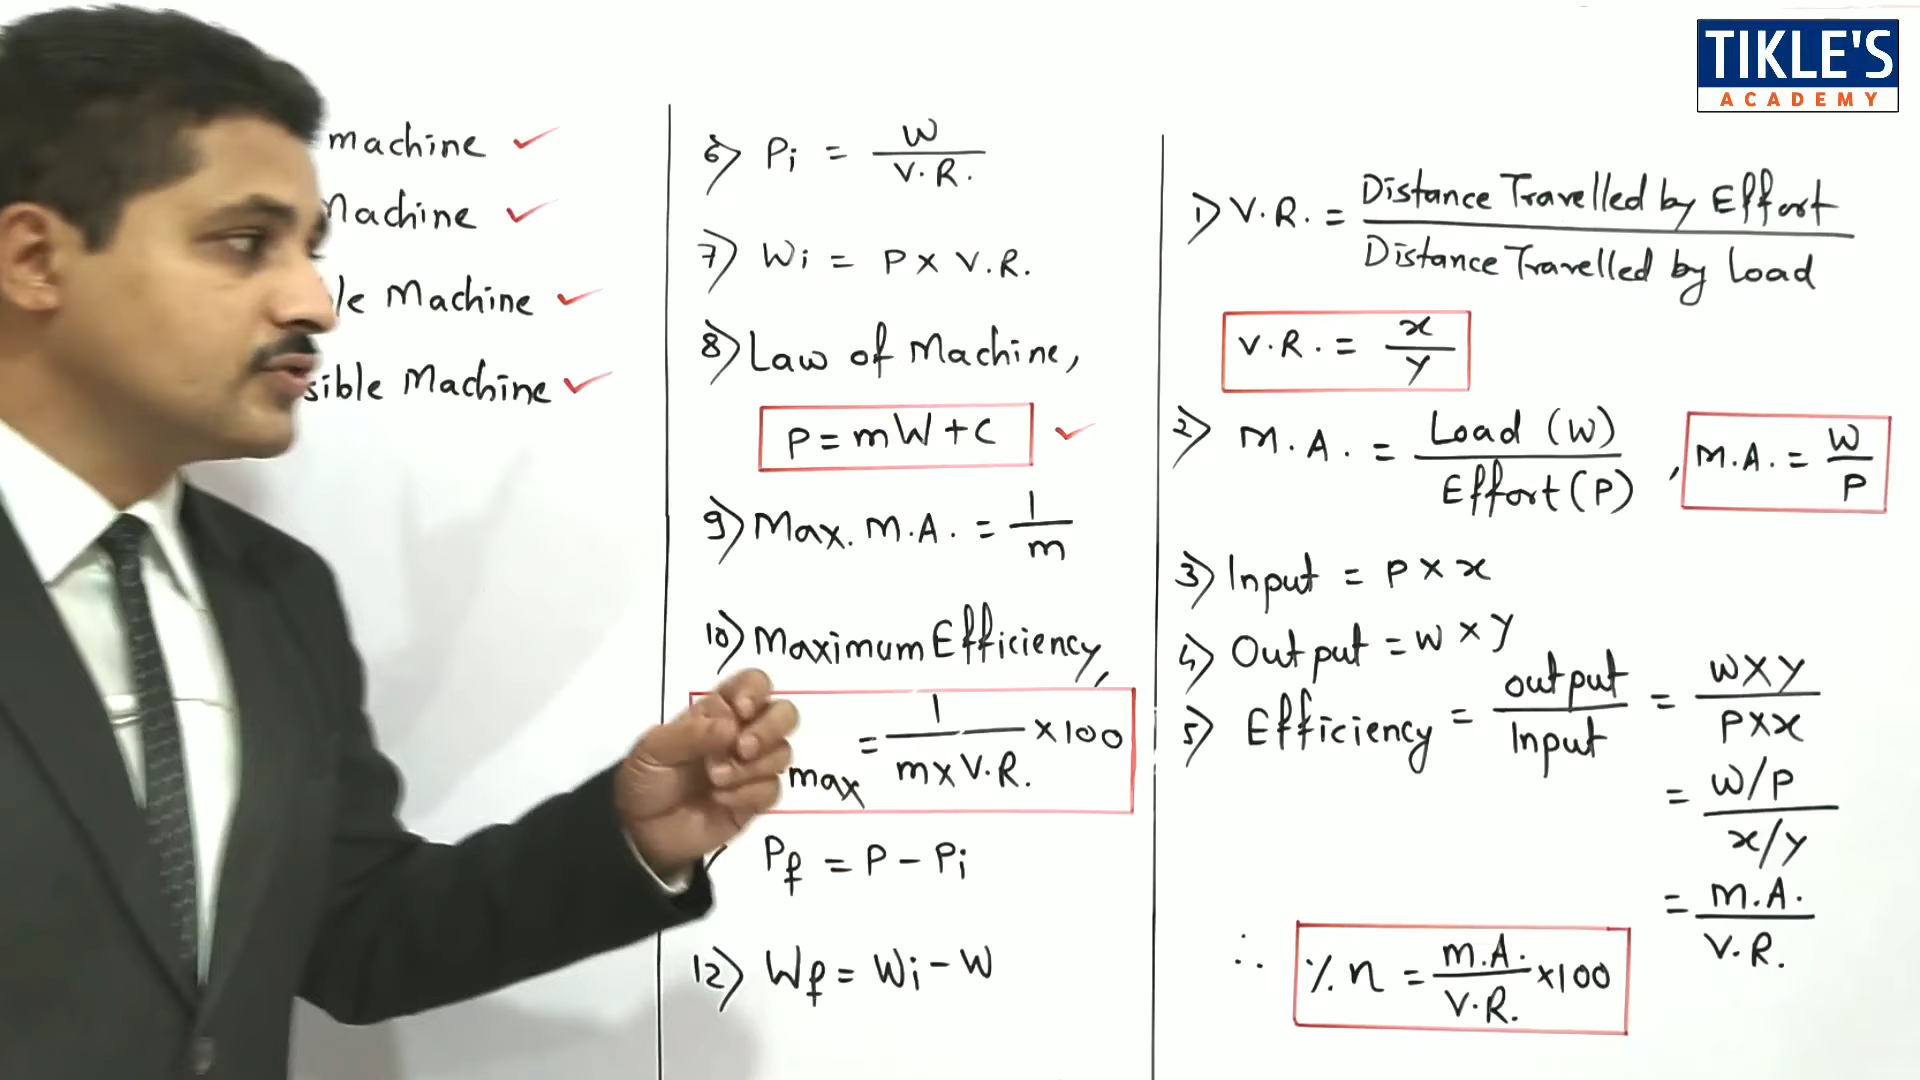 TIKLE'S
ACADEMY
machine ✓
Machine ✓
le Machine ✓
sible Machine ✓
6) Pi = W / V.R.
7) Wi = P × V.R.
8) Law of Machine,
P = mW + C ✓
9) Max. M.A. = 1 / m
10) Maximum Efficiency,
max = 1 / m × V.R. × 100
Pf = P - Pi
12) Wf = Wi - W
1) V.R. = Distance Travelled by Effort / Distance Travelled by Load
V.R. = x / y
2) M.A. = Load (W) / Effort (P) , M.A. = W / P
3) Input = P × x
4) Output = W × y
5) Efficiency = output / Input = W × y / P × x
= W/P / x/y
= M.A. / V.R.
∴ % η = M.A. / V.R. × 100